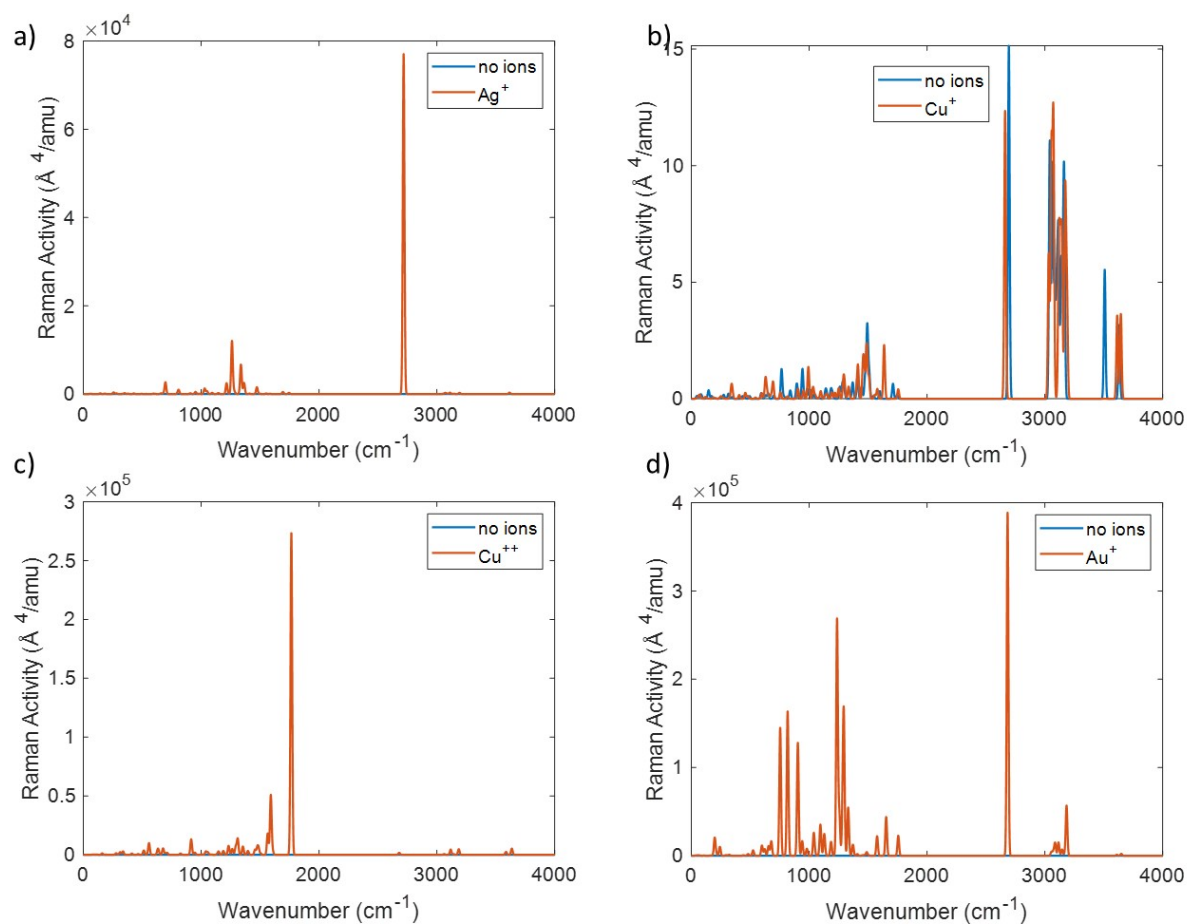 a)
×10⁴
8
6
4
2
0
Raman Activity (Å ⁴/amu)
no ions
Ag⁺
0 1000 2000 3000 4000
Wavenumber (cm⁻¹)
b)
15
10
5
0
Raman Activity (Å ⁴/amu)
no ions
Cu⁺
0 1000 2000 3000 4000
Wavenumber (cm⁻¹)
c)
×10⁵
3
2.5
2
1.5
1
0.5
0
Raman Activity (Å ⁴/amu)
no ions
Cu⁺⁺
0 1000 2000 3000 4000
Wavenumber (cm⁻¹)
d)
×10⁵
4
3
2
1
0
Raman Activity (Å ⁴/amu)
no ions
Au⁺
0 1000 2000 3000 4000
Wavenumber (cm⁻¹)